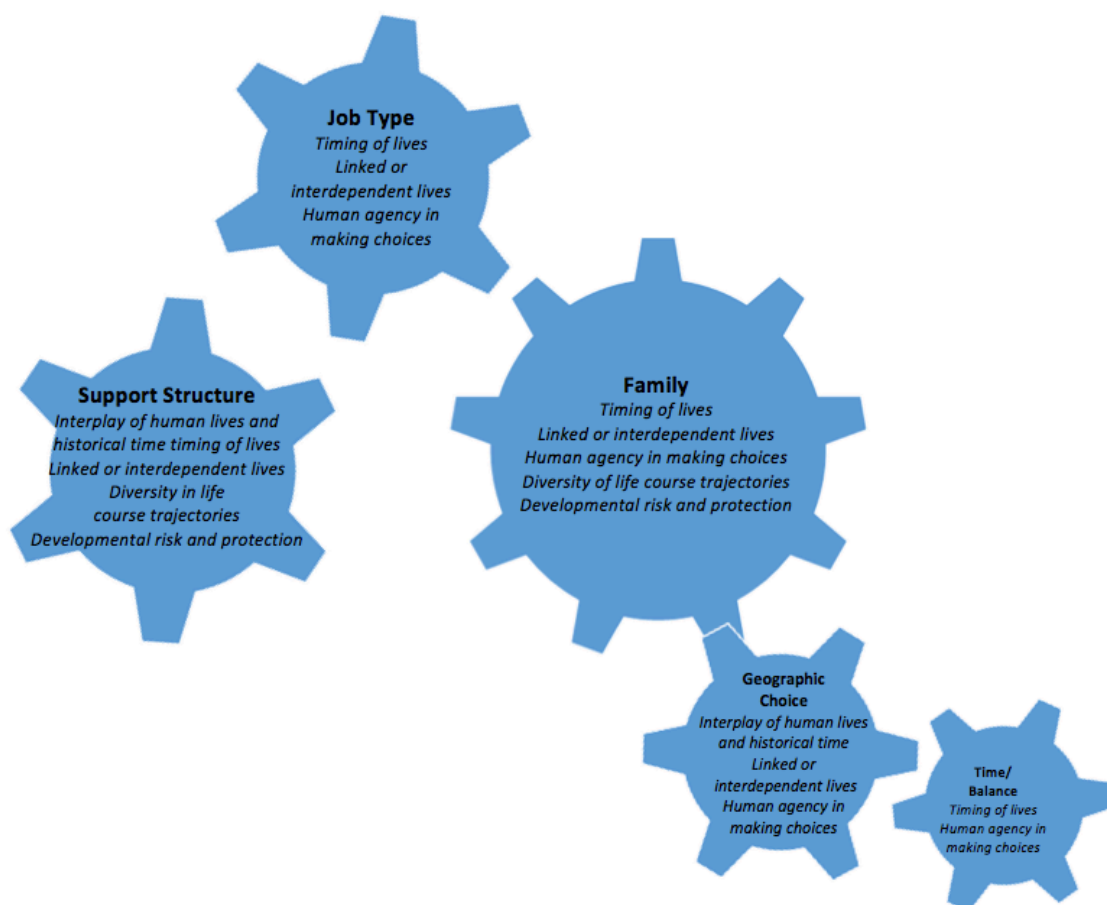 Job Type
Timing of lives
Linked or
interdependent lives
Human agency in
making choices
Support Structure
Interplay of human lives and
historical time timing of lives
Linked or interdependent lives
Diversity in life
course trajectories
Developmental risk and protection
Family
Timing of lives
Linked or interdependent lives
Human agency in making choices
Diversity of life course trajectories
Developmental risk and protection
Geographic
Choice
Interplay of human lives
and historical time
Linked or
interdependent lives
Human agency in
making choices
Time/
Balance
Timing of lives
Human agency in
making choices